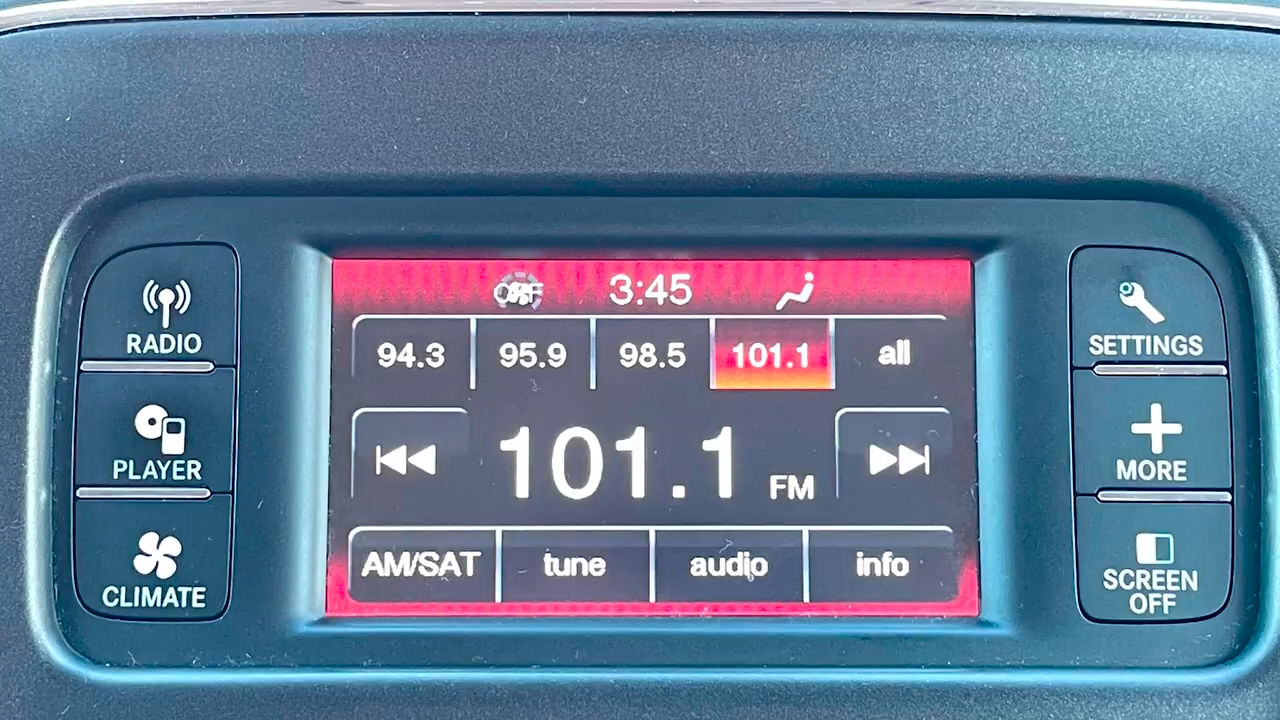 OFF 3:45
94.3 95.9 98.5 101.1 all
101.1 FM
AM/SAT tune audio info
RADIO
PLAYER
CLIMATE
SETTINGS
MORE
SCREEN
OFF